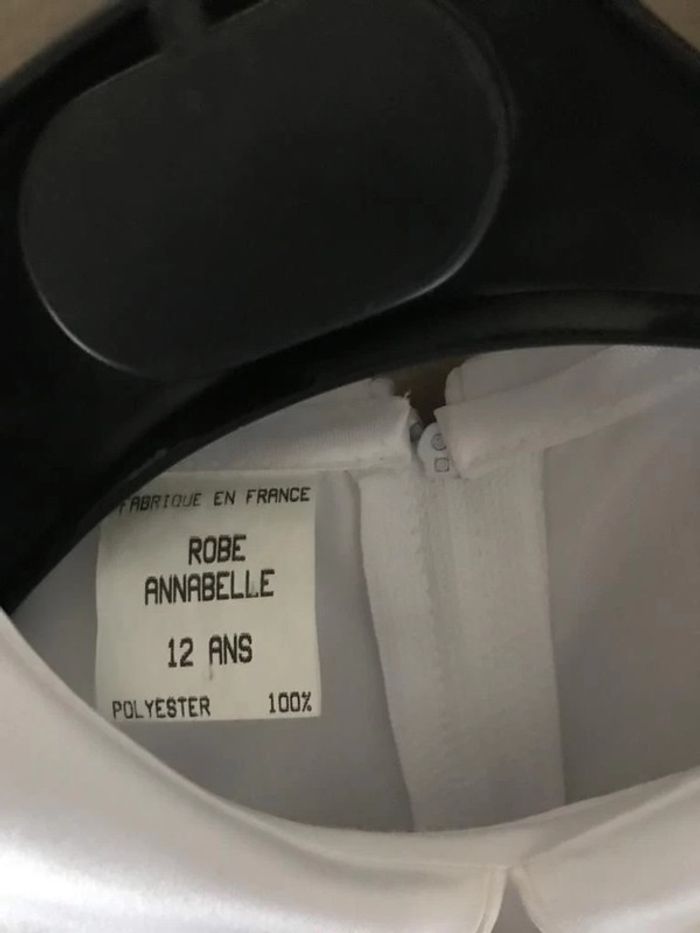 FABRIQUE EN FRANCE
ROBE
ANNABELLE
12 ANS
POLYESTER 100%